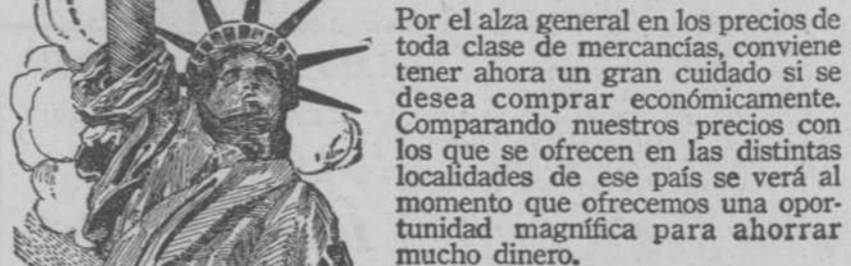 Por el alza general en los precios de
toda clase de mercancías, conviene
tener ahora un gran cuidado si se
desea comprar económicamente.
Comparando nuestros precios con
los que se ofrecen en las distintas
localidades de ese país se verá al
momento que ofrecemos una opor-
tunidad magnífica para ahorrar
mucho dinero.